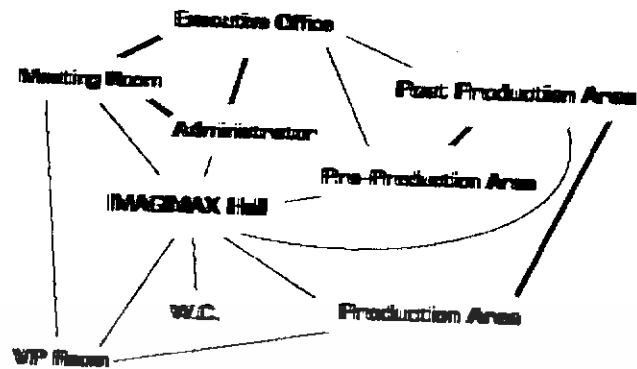 Executive Office
Meeting Room
Post Production Area
Administrator
Pre-Production Area
IMAGIMAX Hall
W.C.
Production Area
VIP Room